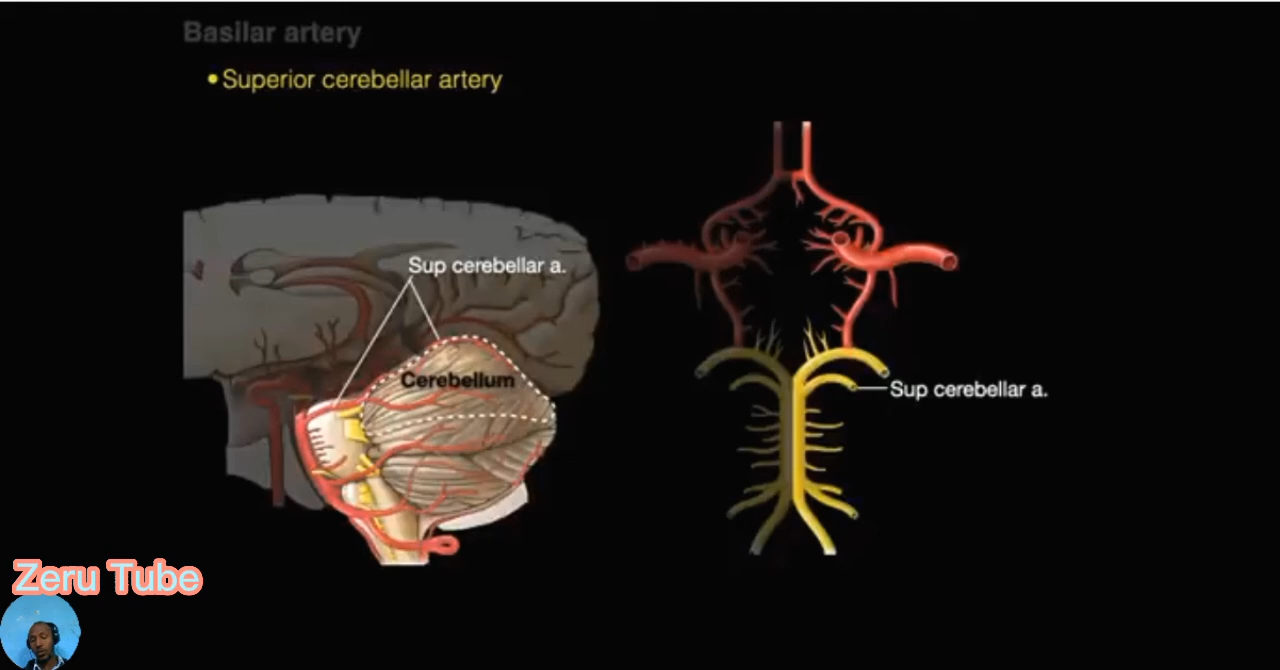 Basilar artery
• Superior cerebellar artery
Sup cerebellar a.
Cerebellum
Sup cerebellar a.
Zeru Tube